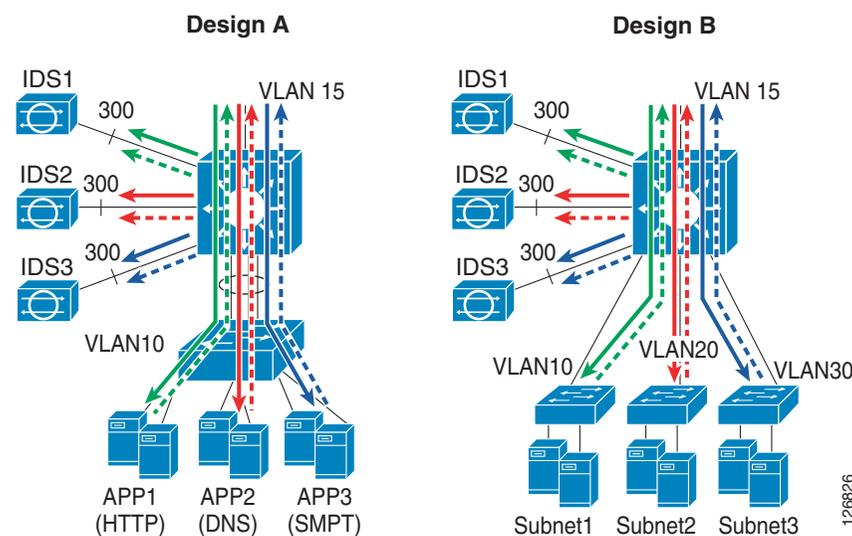 Design A
Design B
IDS1
300
IDS2
300
IDS3
300
VLAN 15
VLAN10
APP1
(HTTP)
APP2
(DNS)
APP3
(SMPT)
IDS1
300
IDS2
300
IDS3
300
VLAN 15
VLAN10
VLAN20
VLAN30
Subnet1
Subnet2
Subnet3
126826